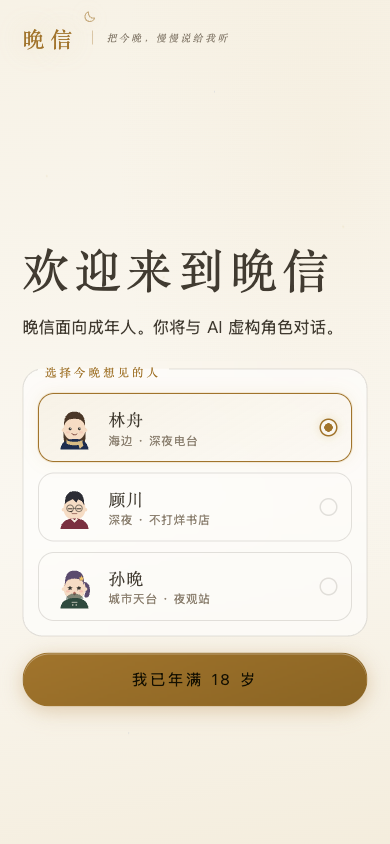 晚信
把今晚，慢慢说给我听
欢迎来到晚信
晚信面向成年人。你将与 AI 虚构角色对话。
选择今晚想见的人
林舟
海边 · 深夜电台
顾川
深夜 · 不打烊书店
孙晚
城市天台 · 夜观站
我已年满 18 岁